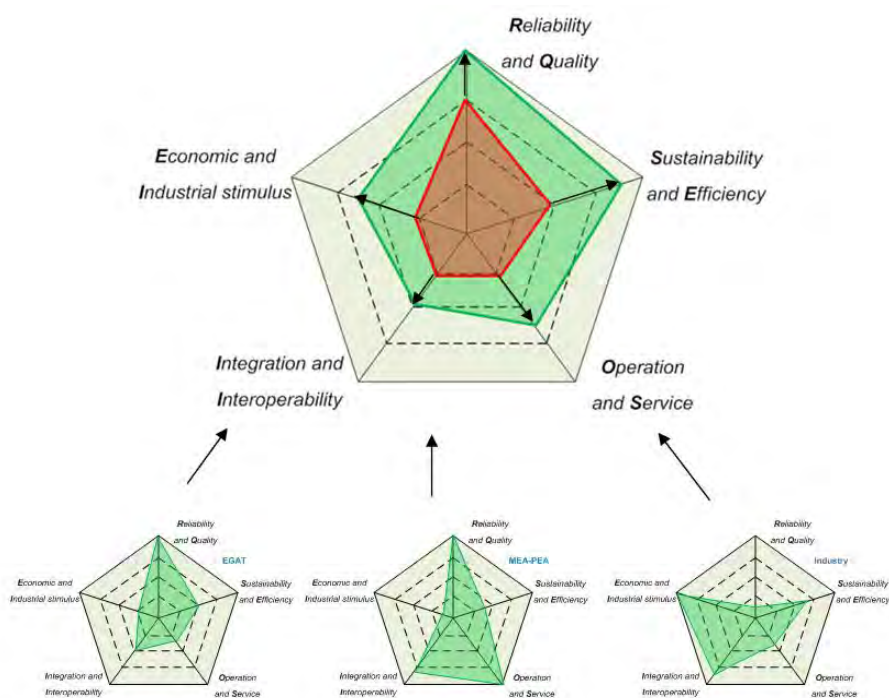 Reliability
and Quality
Economic and
Industrial stimulus
Sustainability
and Efficiency
Integration and
Interoperability
Operation
and Service
Reliability
and Quality
EGAT
Economic and
Industrial stimulus
Sustainability
and Efficiency
Integration and
Interoperability
Operation
and Service
Reliability
and Quality
MEA-PEA
Economic and
Industrial stimulus
Sustainability
and Efficiency
Integration and
Interoperability
Operation
and Service
Reliability
and Quality
Industry
Economic and
Industrial stimulus
Sustainability
and Efficiency
Integration and
Interoperability
Operation
and Service